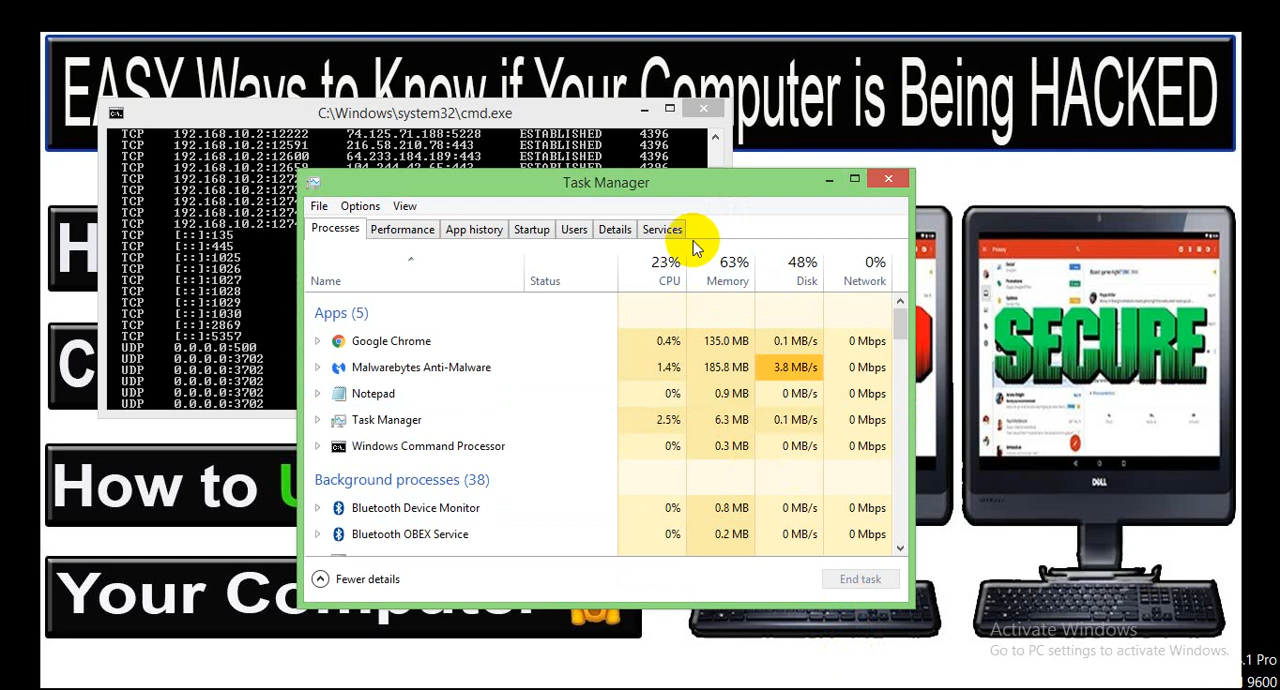 EASY Ways to Know if Your Computer is Being HACKED
C:\Windows\system32\cmd.exe
TCP 192.168.10.2:12222 74.125.71.188:5228 ESTABLISHED 4396
TCP 192.168.10.2:12591 216.58.210.78:443 ESTABLISHED 4396
TCP 192.168.10.2:12600 64.233.184.189:443 ESTABLISHED 4396
TCP
TCP
TCP
TCP
TCP
TCP [::]:135
TCP [::]:445
TCP [::]:1025
TCP [::]:1026
TCP [::]:1027
TCP [::]:1028
TCP [::]:1029
TCP [::]:1030
TCP [::]:2869
TCP [::]:5357
UDP 0.0.0.0:500
UDP 0.0.0.0:3702
UDP 0.0.0.0:3702
UDP 0.0.0.0:3702
UDP 0.0.0.0:3702
Task Manager
File Options View
Processes Performance App history Startup Users Details Services
23% 63% 48% 0%
Name Status CPU Memory Disk Network
Apps (5)
Google Chrome 0.4% 135.0 MB 0.1 MB/s 0 Mbps
Malwarebytes Anti-Malware 1.4% 185.8 MB 3.8 MB/s 0 Mbps
Notepad 0% 0.9 MB 0 MB/s 0 Mbps
Task Manager 2.5% 6.3 MB 0.1 MB/s 0 Mbps
Windows Command Processor 0% 0.3 MB 0 MB/s 0 Mbps
Background processes (38)
Bluetooth Device Monitor 0% 0.8 MB 0 MB/s 0 Mbps
Bluetooth OBEX Service 0% 0.2 MB 0 MB/s 0 Mbps
Fewer details End task
How to
Your
SECURE
DELL
Activate Windows
Go to PC settings to activate Windows.
.1 Pro
9600